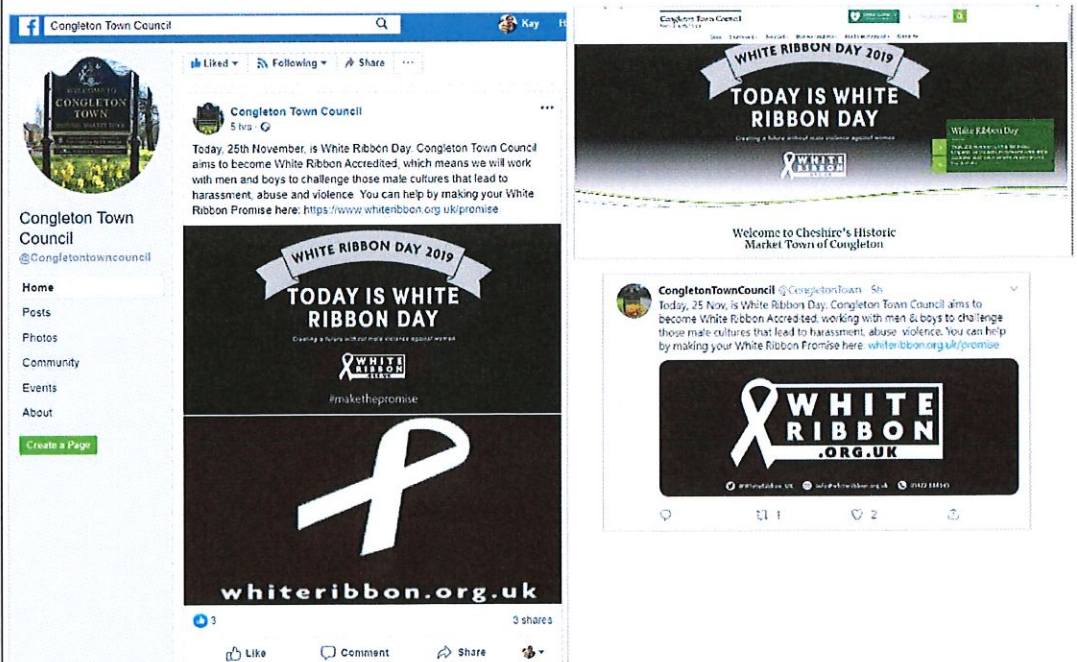 Congleton Town Council
Kay
H
WELCOME TO
CONGLETON
TOWN
Congleton Town
Council
@Congletontowncouncil
Home
Posts
Photos
Community
Events
About
Create a Page
Liked
Following
Share
Congleton Town Council
5 hrs
Today, 25th November, is White Ribbon Day. Congleton Town Council
aims to become White Ribbon Accredited, which means we will work
with men and boys to challenge those male cultures that lead to
harassment, abuse and violence. You can help by making your White
Ribbon Promise here: https://www.whiteribbon.org.uk/promise
WHITE RIBBON DAY 2019
TODAY IS WHITE
RIBBON DAY
Creating a future without male violence against women
WHITE
RIBBON
.ORG.UK
#makethepromise
whiteribbon.org.uk
3
3 shares
Like
Comment
Share
Congleton Town Council
WHITE RIBBON DAY 2019
TODAY IS WHITE
RIBBON DAY
Creating a future without male violence against women
WHITE
RIBBON
White Ribbon Day
Welcome to Cheshire's Historic
Market Town of Congleton
CongletonTownCouncil @CongletonTown · 5h
Today, 25 Nov, is White Ribbon Day. Congleton Town Council aims to
become White Ribbon Accredited, working with men & boys to challenge
those male cultures that lead to harassment, abuse violence. You can help
by making your White Ribbon Promise here: whiteribbon.org.uk/promise
WHITE
RIBBON
.ORG.UK
@WhiteRibbon_UK
info@whiteribbon.org.uk
1
2